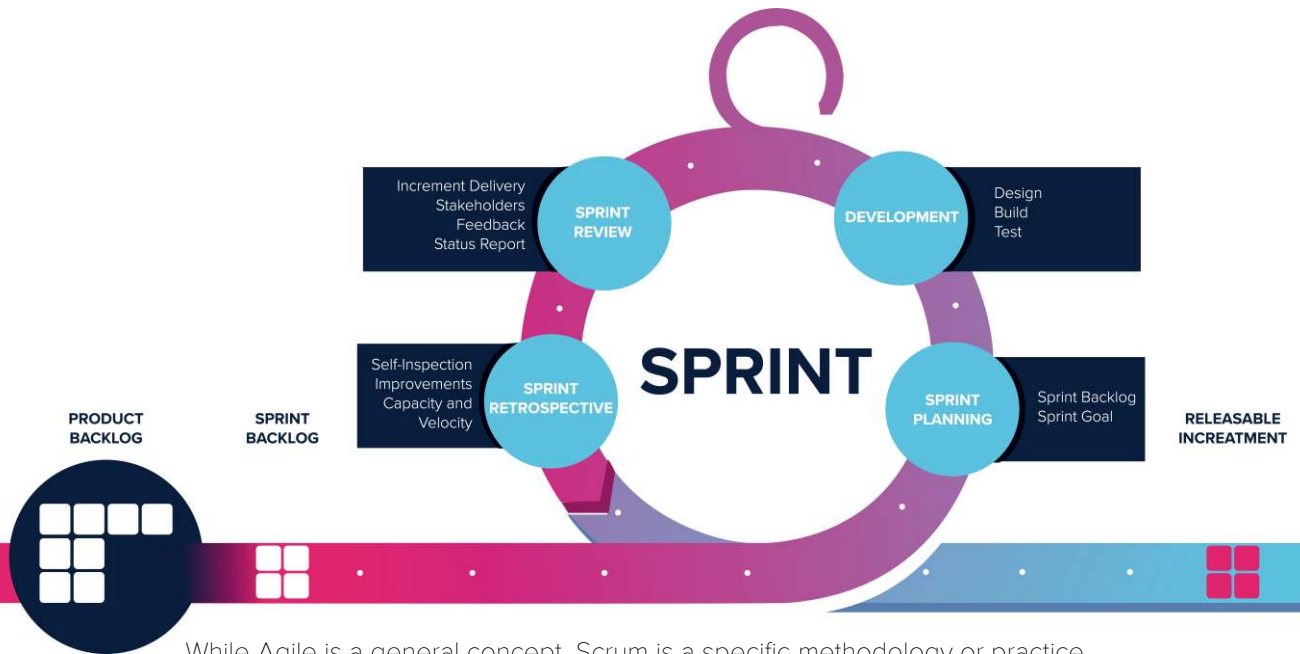 Increment Delivery
Stakeholders
Feedback
Status Report
SPRINT
REVIEW
DEVELOPMENT
Design
Build
Test
Self-Inspection
Improvements
Capacity and
Velocity
SPRINT
RETROSPECTIVE
SPRINT
SPRINT
PLANNING
Sprint Backlog
Sprint Goal
PRODUCT
BACKLOG
SPRINT
BACKLOG
RELEASABLE
INCREATMENT
While Agile is a general concept, Scrum is a specific methodology or practice